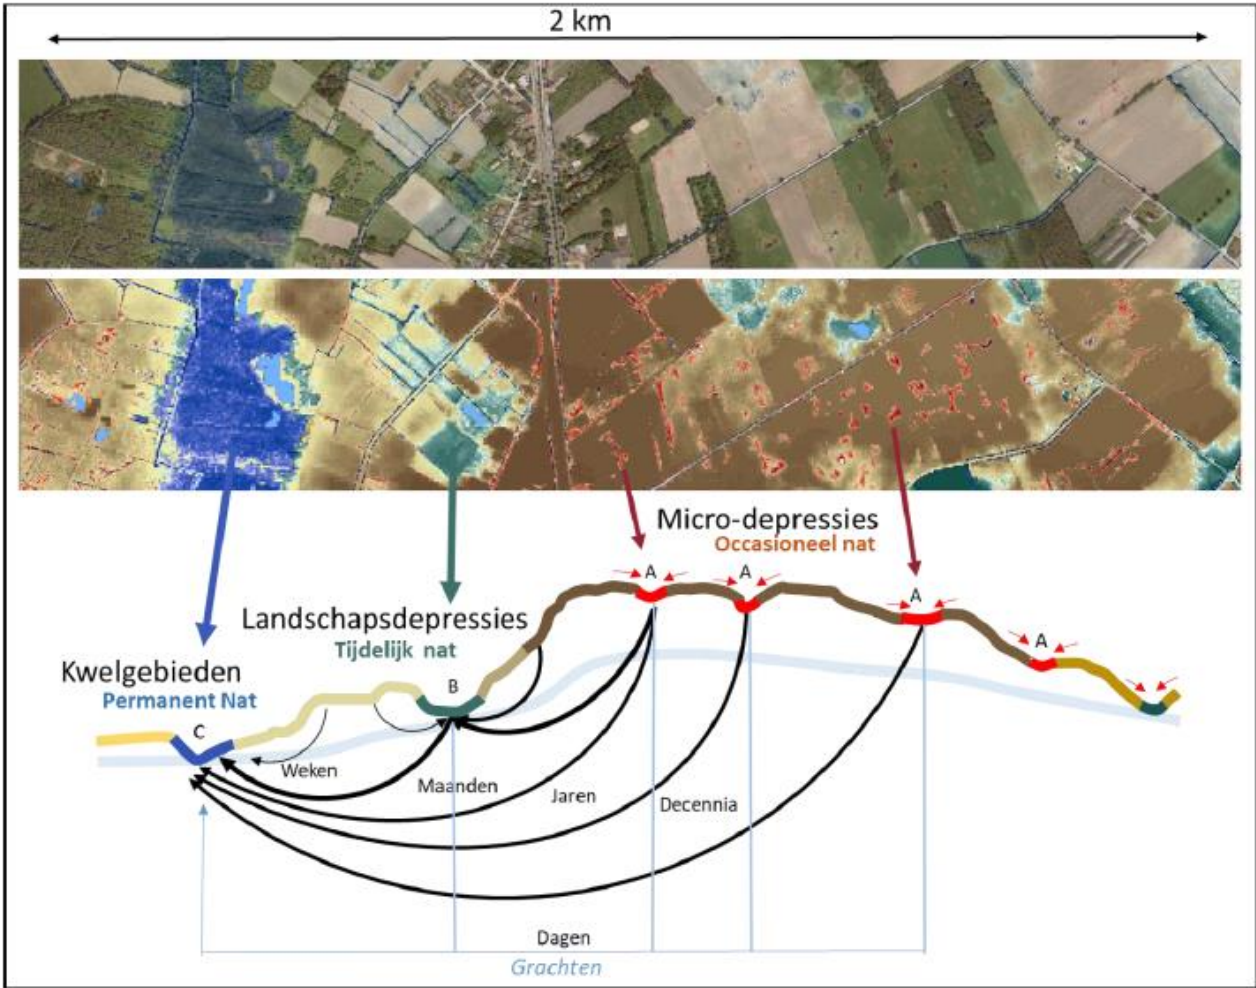 2 km
Micro-depressies
Occasioneel nat
A
A
A
Landschapsdepressies
Tijdelijk nat
A
Kwelgebieden
Permanent Nat
B
C
Weken
Maanden
Jaren
Decennia
Dagen
Grachten